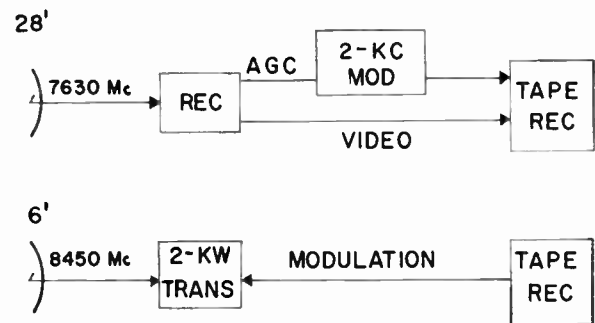 28'
7630 Mc
REC
AGC
2-KC
MOD
VIDEO
TAPE
REC
6'
8450 Mc
2-KW
TRANS
MODULATION
TAPE
REC